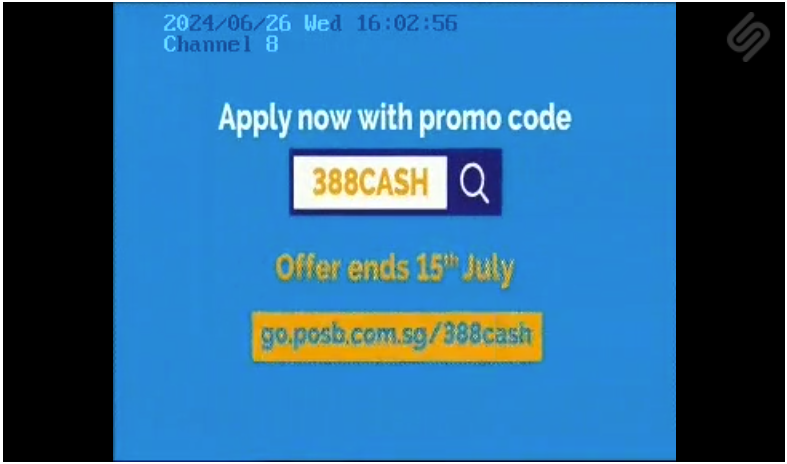 2024/06/26 Wed 16:02:56
Channel 8
Apply now with promo code
388CASH
Offer ends 15th July
go.posb.com.sg/388cash